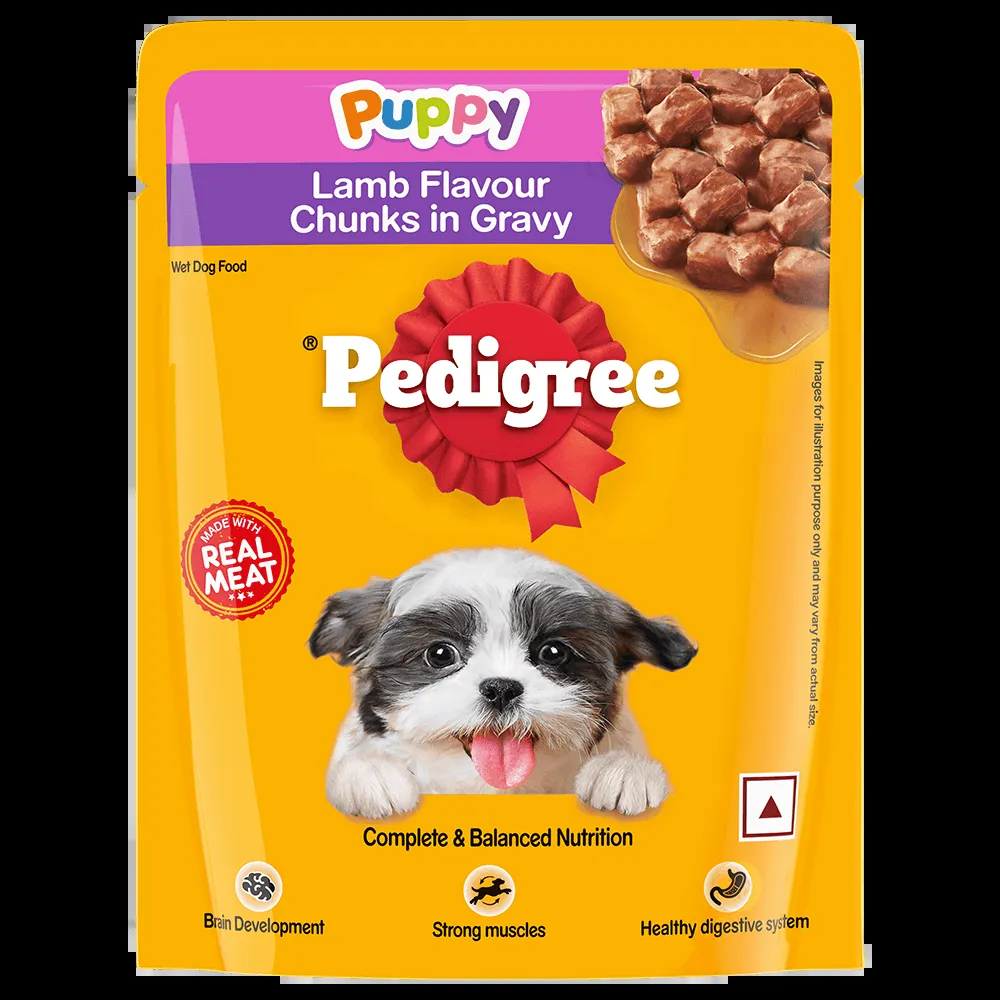 Puppy
Lamb Flavour
Chunks in Gravy
Wet Dog Food
®Pedigree
Images for illustration purpose only and may vary from actual size.
MADE WITH
REAL
MEAT
Complete & Balanced Nutrition
Brain Development
Strong muscles
Healthy digestive system